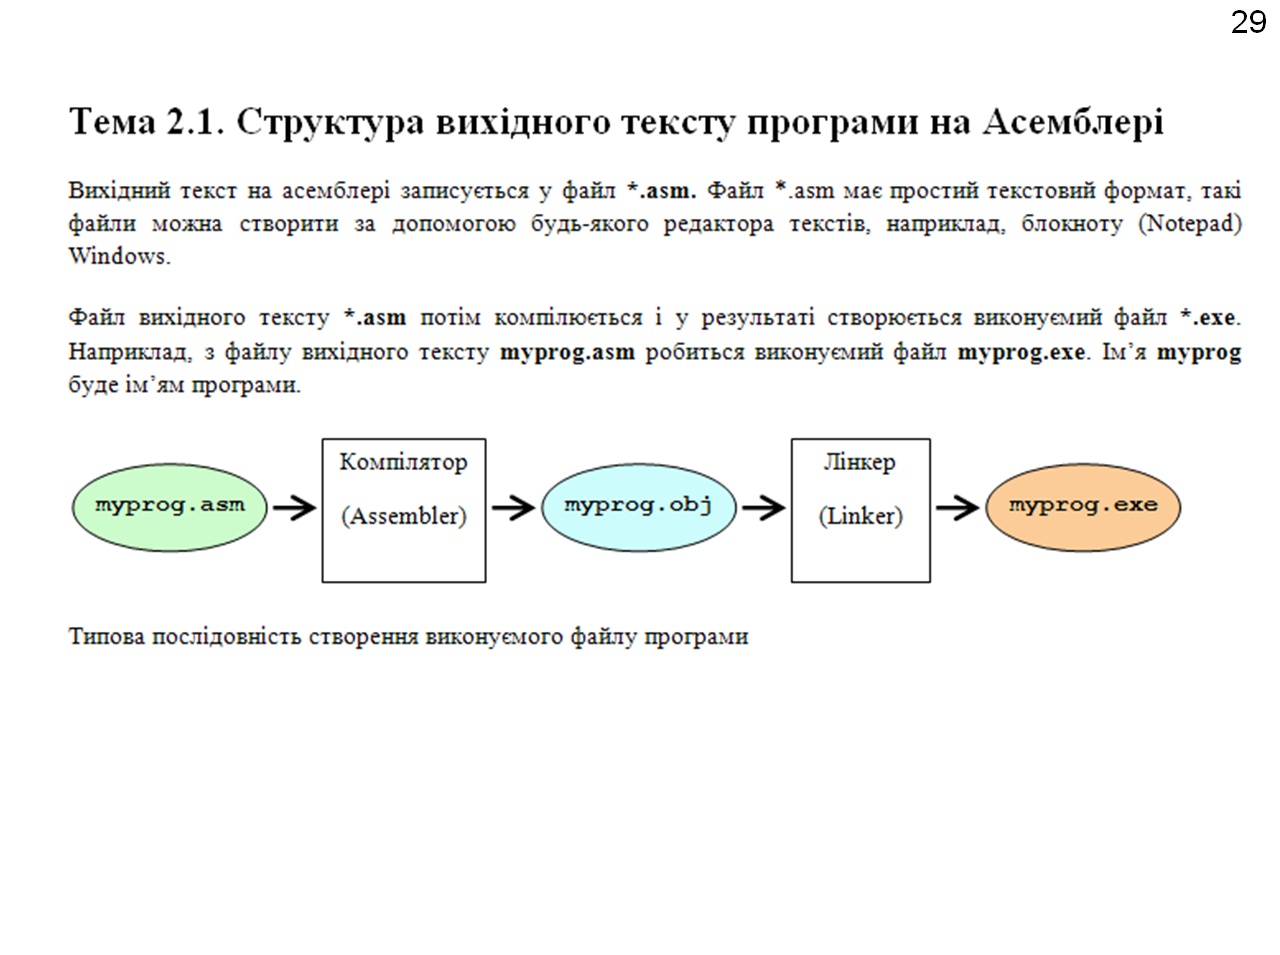 29
Тема 2.1. Структура вихідного тексту програми на Асемблері
Вихідний текст на асемблері записується у файл *.asm. Файл *.asm має простий текстовий формат, такі
файли можна створити за допомогою будь-якого редактора текстів, наприклад, блокноту (Notepad)
Windows.
Файл вихідного тексту *.asm потім компілюється і у результаті створюється виконуємий файл *.exe.
Наприклад, з файлу вихідного тексту myprog.asm робиться виконуємий файл myprog.exe. Ім’я myprog
буде ім’ям програми.
myprog.asm
Компілятор
(Assembler)
myprog.obj
Лінкер
(Linker)
myprog.exe
Типова послідовність створення виконуємого файлу програми